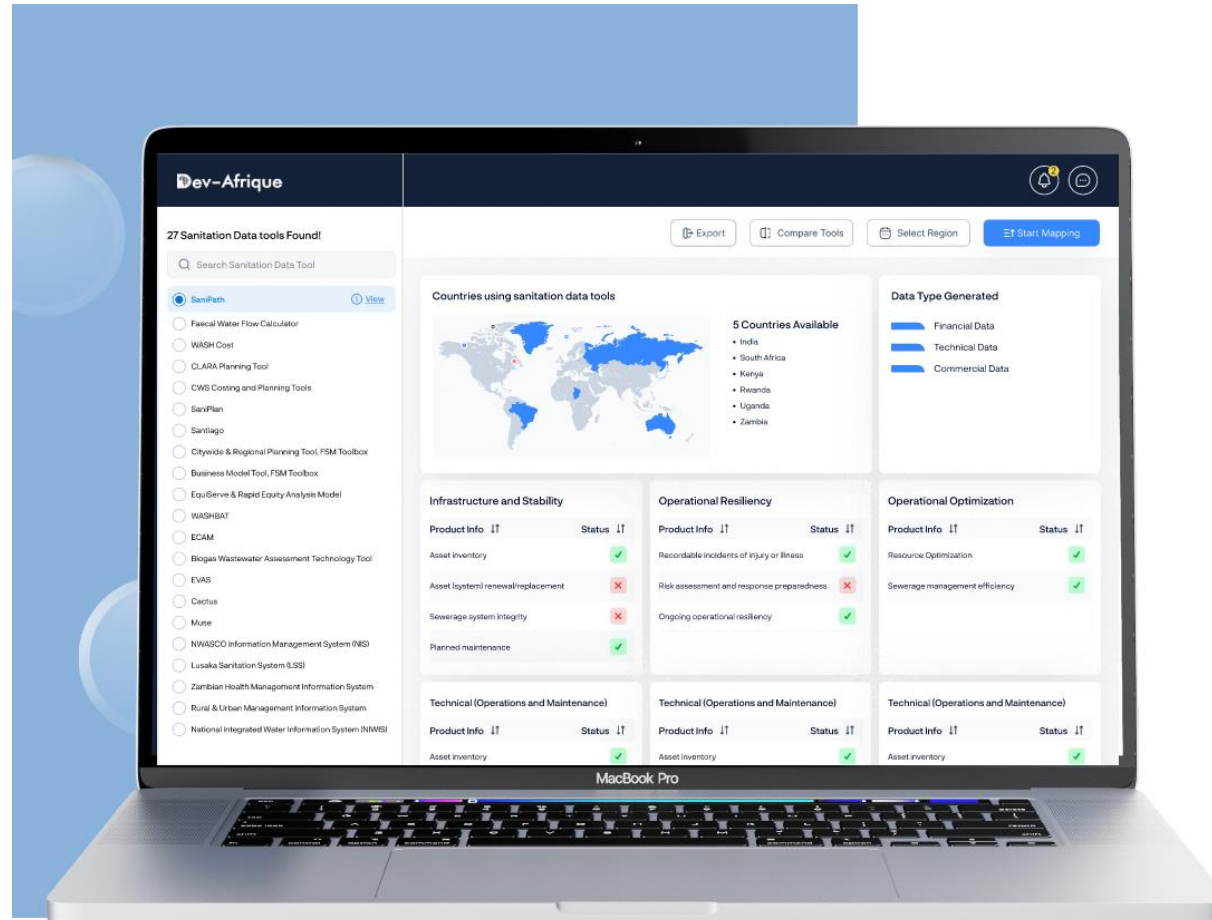 Dev-Afrique
2
27 Sanitation Data tools Found!
Search Sanitation Data Tool
SaniPath
View
Faecal Water Flow Calculator
WASH Cost
CLARA Planning Tool
CWS Costing and Planning Tools
SaniPlan
Santiago
Citywide & Regional Planning Tool, FSM Toolbox
Business Model Tool, FSM Toolbox
EquiServe & Rapid Equity Analysis Model
WASHBAT
ECAM
Biogas Wastewater Assessment Technology Tool
EVAS
Cactus
Muse
NWASCO Information Management System (NIS)
Lusaka Sanitation System (LSS)
Zambian Health Management Information System
Rural & Urban Management Information System
National Integrated Water Information System (NIWIS)
Export
Compare Tools
Select Region
Start Mapping
Countries using sanitation data tools
5 Countries Available
• India
• South Africa
• Kenya
• Rwanda
• Uganda
• Zambia
Data Type Generated
Financial Data
Technical Data
Commercial Data
Infrastructure and Stability
Product Info Status
Asset inventory
Asset (system) renewal/replacement
Sewerage system integrity
Planned maintenance
Operational Resiliency
Product Info Status
Recordable incidents of injury or illness
Risk assessment and response preparedness
Ongoing operational resiliency
Operational Optimization
Product Info Status
Resource Optimization
Sewerage management efficiency
Technical (Operations and Maintenance)
Product Info Status
Asset inventory
Technical (Operations and Maintenance)
Product Info Status
Asset inventory
Technical (Operations and Maintenance)
Product Info Status
Asset inventory
MacBook Pro